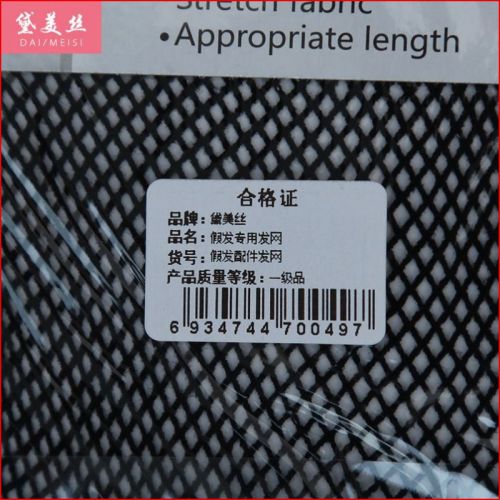 黛美丝
DAI/MEISI
Stretch fabric
•Appropriate length
合格证
品牌：黛美丝
品名：假发专用发网
货号：假发配件发网
产品质量等级：一级品
6 934744 700497